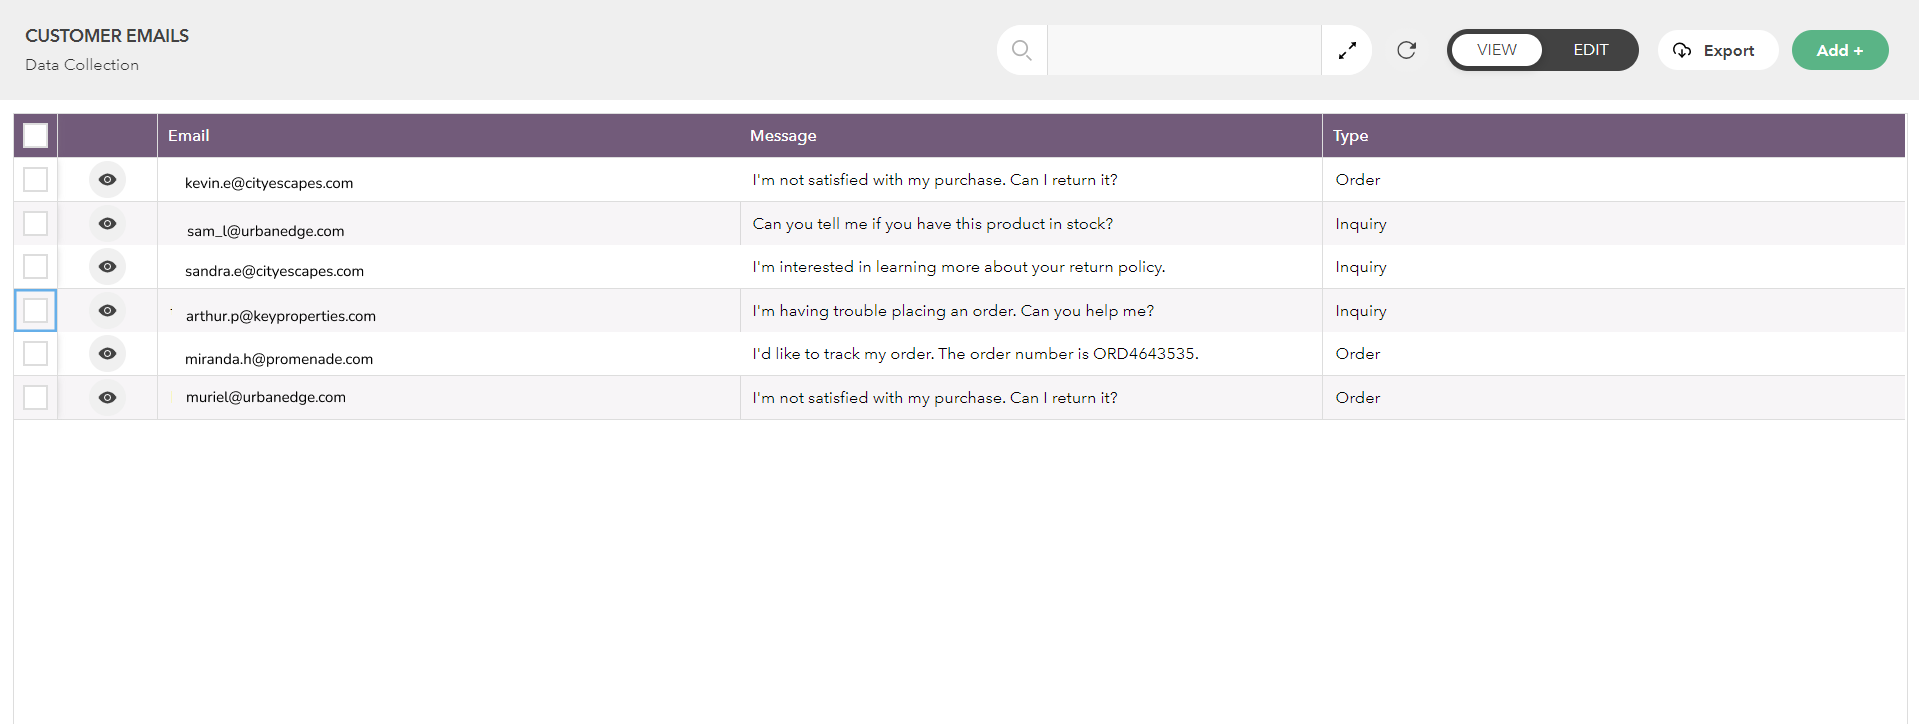 CUSTOMER EMAILS
Data Collection
VIEW EDIT Export Add +
Email Message Type
kevin.e@cityescapes.com I'm not satisfied with my purchase. Can I return it? Order
sam_l@urbanedge.com Can you tell me if you have this product in stock? Inquiry
sandra.e@cityescapes.com I'm interested in learning more about your return policy. Inquiry
arthur.p@keyproperties.com I'm having trouble placing an order. Can you help me? Inquiry
miranda.h@promenade.com I'd like to track my order. The order number is ORD4643535. Order
muriel@urbanedge.com I'm not satisfied with my purchase. Can I return it? Order